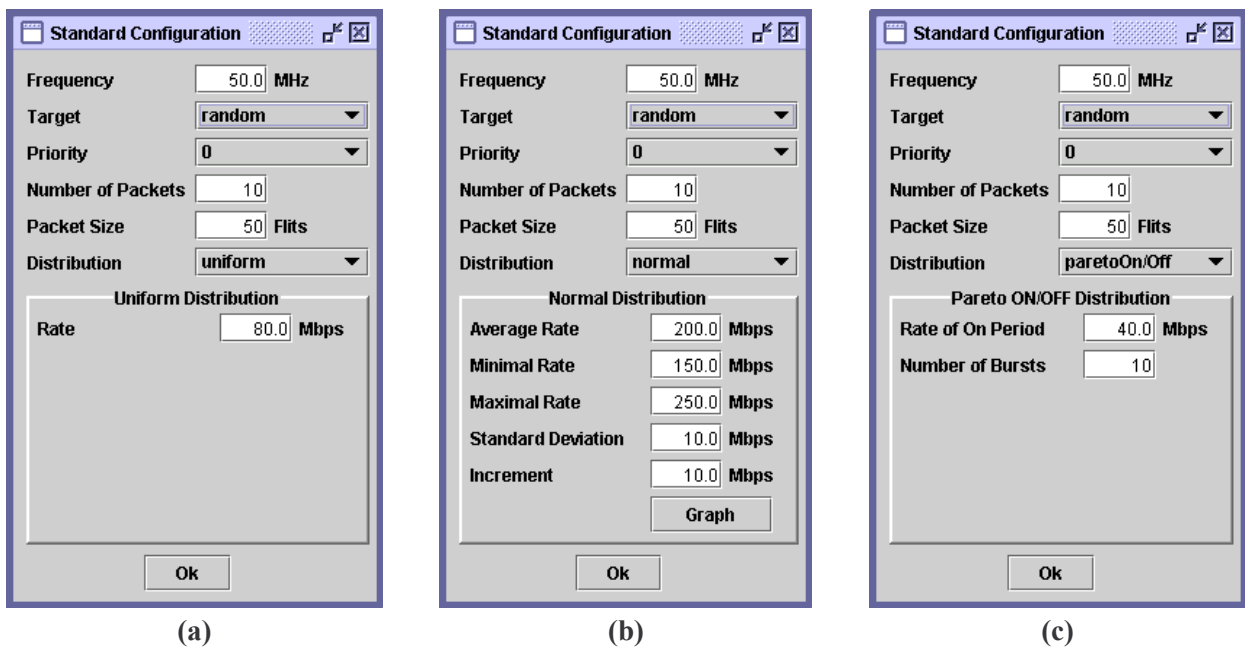 Standard Configuration
Frequency 50.0 MHz
Target random
Priority 0
Number of Packets 10
Packet Size 50 Flits
Distribution uniform
Uniform Distribution
Rate 80.0 Mbps
Ok
(a)
Standard Configuration
Frequency 50.0 MHz
Target random
Priority 0
Number of Packets 10
Packet Size 50 Flits
Distribution normal
Normal Distribution
Average Rate 200.0 Mbps
Minimal Rate 150.0 Mbps
Maximal Rate 250.0 Mbps
Standard Deviation 10.0 Mbps
Increment 10.0 Mbps
Graph
Ok
(b)
Standard Configuration
Frequency 50.0 MHz
Target random
Priority 0
Number of Packets 10
Packet Size 50 Flits
Distribution paretoOn/Off
Pareto ON/OFF Distribution
Rate of On Period 40.0 Mbps
Number of Bursts 10
Ok
(c)